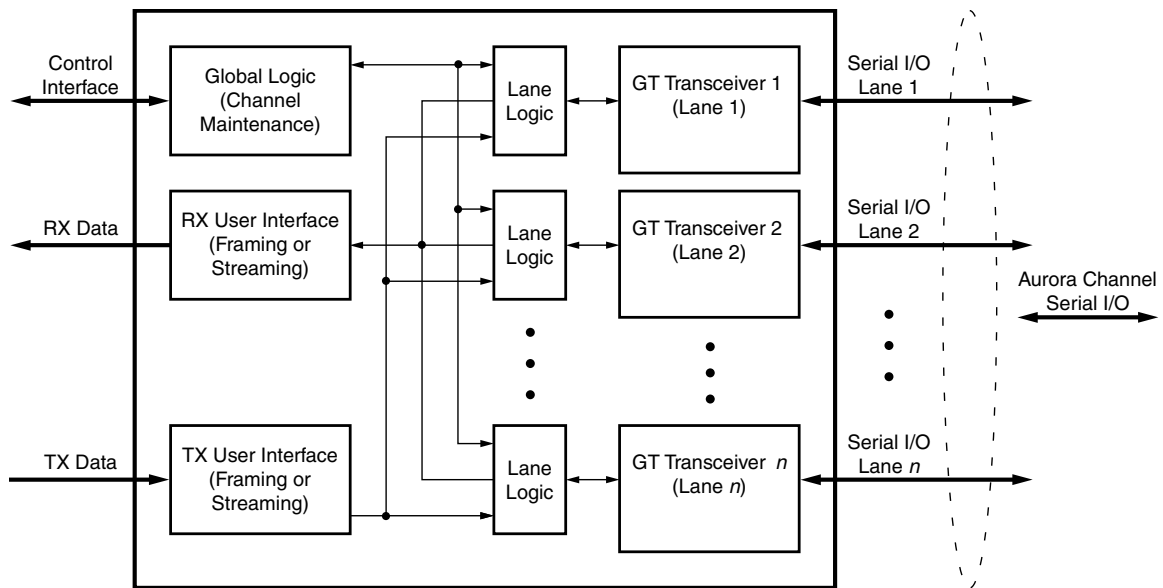 Control
Interface
Global Logic
(Channel
Maintenance)
Lane
Logic
GT Transceiver 1
(Lane 1)
Serial I/O
Lane 1
RX Data
RX User Interface
(Framing or
Streaming)
Lane
Logic
GT Transceiver 2
(Lane 2)
Serial I/O
Lane 2
Aurora Channel
Serial I/O
TX Data
TX User Interface
(Framing or
Streaming)
Lane
Logic
GT Transceiver n
(Lane n)
Serial I/O
Lane n